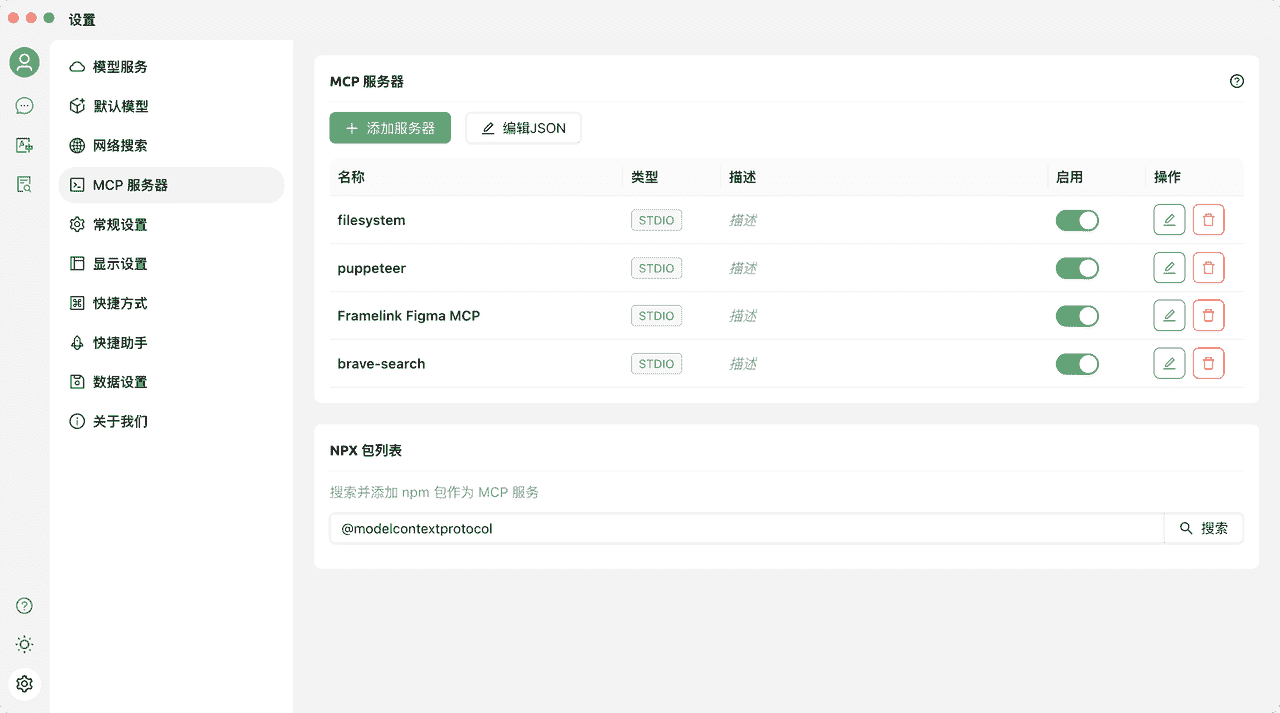 设置
模型服务
默认模型
网络搜索
MCP 服务器
常规设置
显示设置
快捷方式
快捷助手
数据设置
关于我们
MCP 服务器
添加服务器 编辑JSON
名称 类型 描述 启用 操作
filesystem STDIO 描述
puppeteer STDIO 描述
Framelink Figma MCP STDIO 描述
brave-search STDIO 描述
NPX 包列表
搜索并添加 npm 包作为 MCP 服务
@modelcontextprotocol 搜索